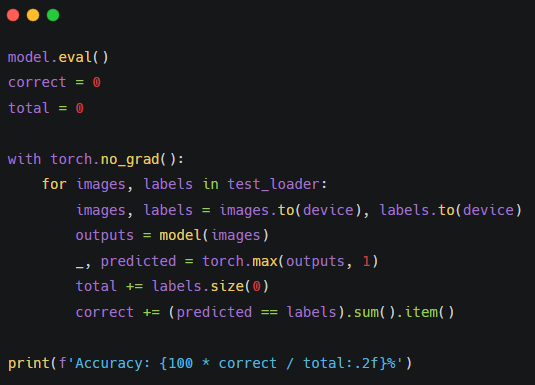 model.eval()
correct = 0
total = 0

with torch.no_grad():
    for images, labels in test_loader:
        images, labels = images.to(device), labels.to(device)
        outputs = model(images)
        _, predicted = torch.max(outputs, 1)
        total += labels.size(0)
        correct += (predicted == labels).sum().item()

print(f'Accuracy: {100 * correct / total:.2f}%')